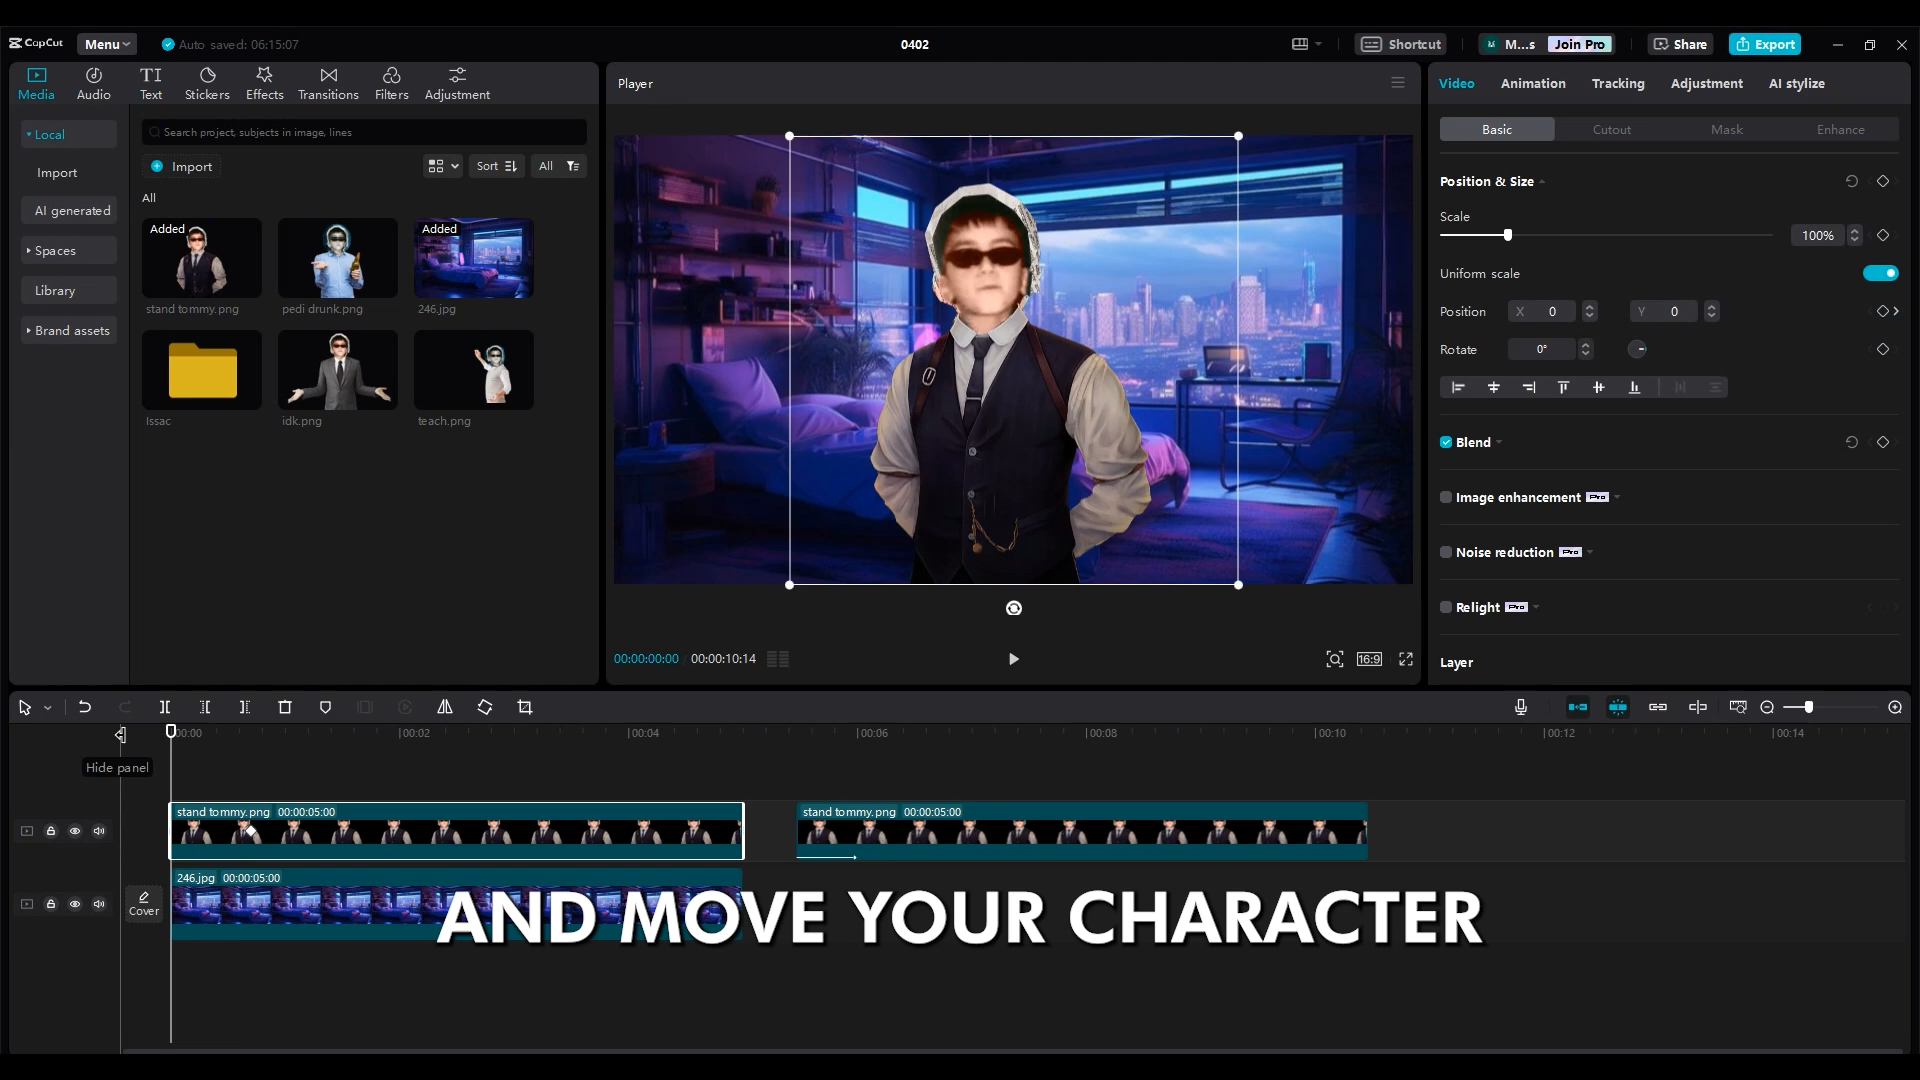 CapCut
Menu
Auto saved: 06:15:07
0402
Shortcut
M...s
Join Pro
Share
Export
Media
Audio
TI
Text
Stickers
Effects
Transitions
Filters
Adjustment
Local
Import
AI generated
Spaces
Library
Brand assets
Search project, subjects in image, lines
Import
Sort
All
All
Added
stand tommy.png
pedi drunk.png
Added
246.jpg
Issac
idk.png
teach.png
Player
00:00:00:00
00:00:10:14
16:9
Video
Animation
Tracking
Adjustment
AI stylize
Basic
Cutout
Mask
Enhance
Position & Size
Scale
100%
Uniform scale
Position
X 0
Y 0
Rotate
0°
Blend
Image enhancement Pro
Noise reduction Pro
Relight Pro
Layer
00:00
00:02
00:04
00:06
00:08
00:10
00:12
00:14
Hide panel
stand tommy.png 00:00:05:00
stand tommy.png 00:00:05:00
246.jpg 00:00:05:00
Cover
AND MOVE YOUR CHARACTER